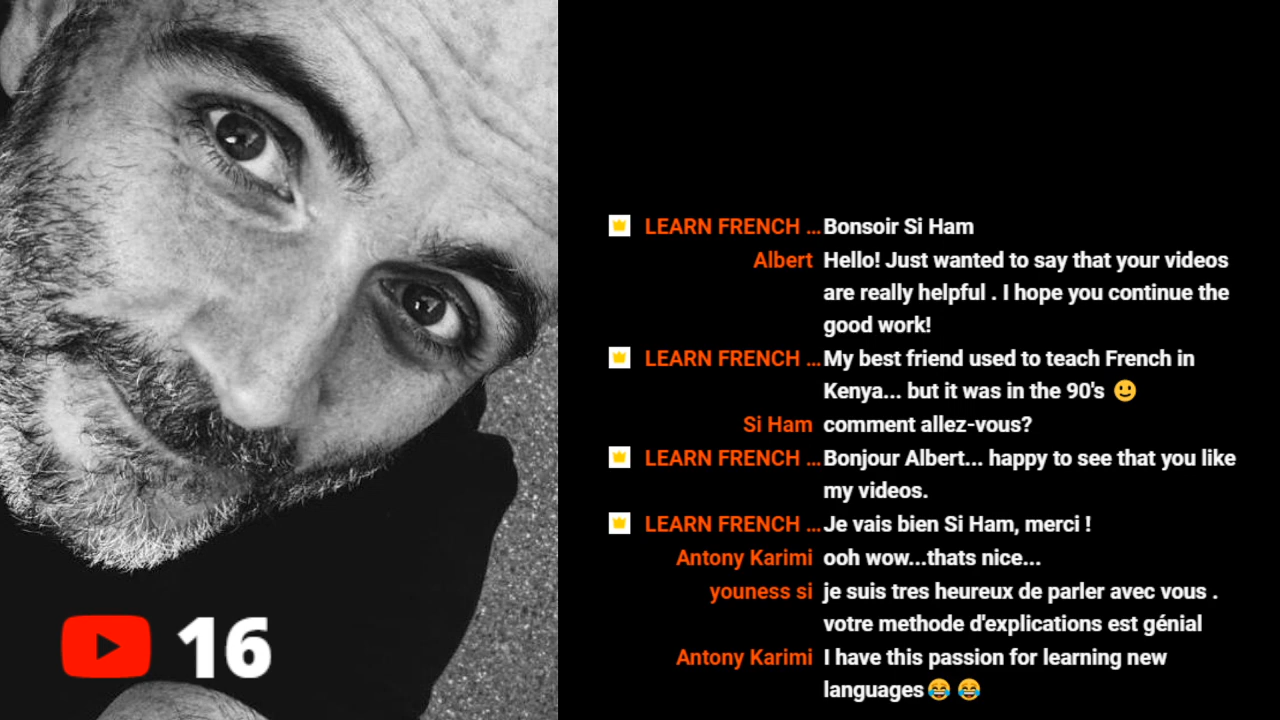 LEARN FRENCH ... Bonsoir Si Ham
Albert Hello! Just wanted to say that your videos
are really helpful . I hope you continue the
good work!
LEARN FRENCH ... My best friend used to teach French in
Kenya... but it was in the 90's 🙂
Si Ham comment allez-vous?
LEARN FRENCH ... Bonjour Albert... happy to see that you like
my videos.
LEARN FRENCH ... Je vais bien Si Ham, merci !
Antony Karimi ooh wow...thats nice...
youness si je suis tres heureux de parler avec vous .
votre methode d'explications est génial
Antony Karimi I have this passion for learning new
languages😂 😂
16